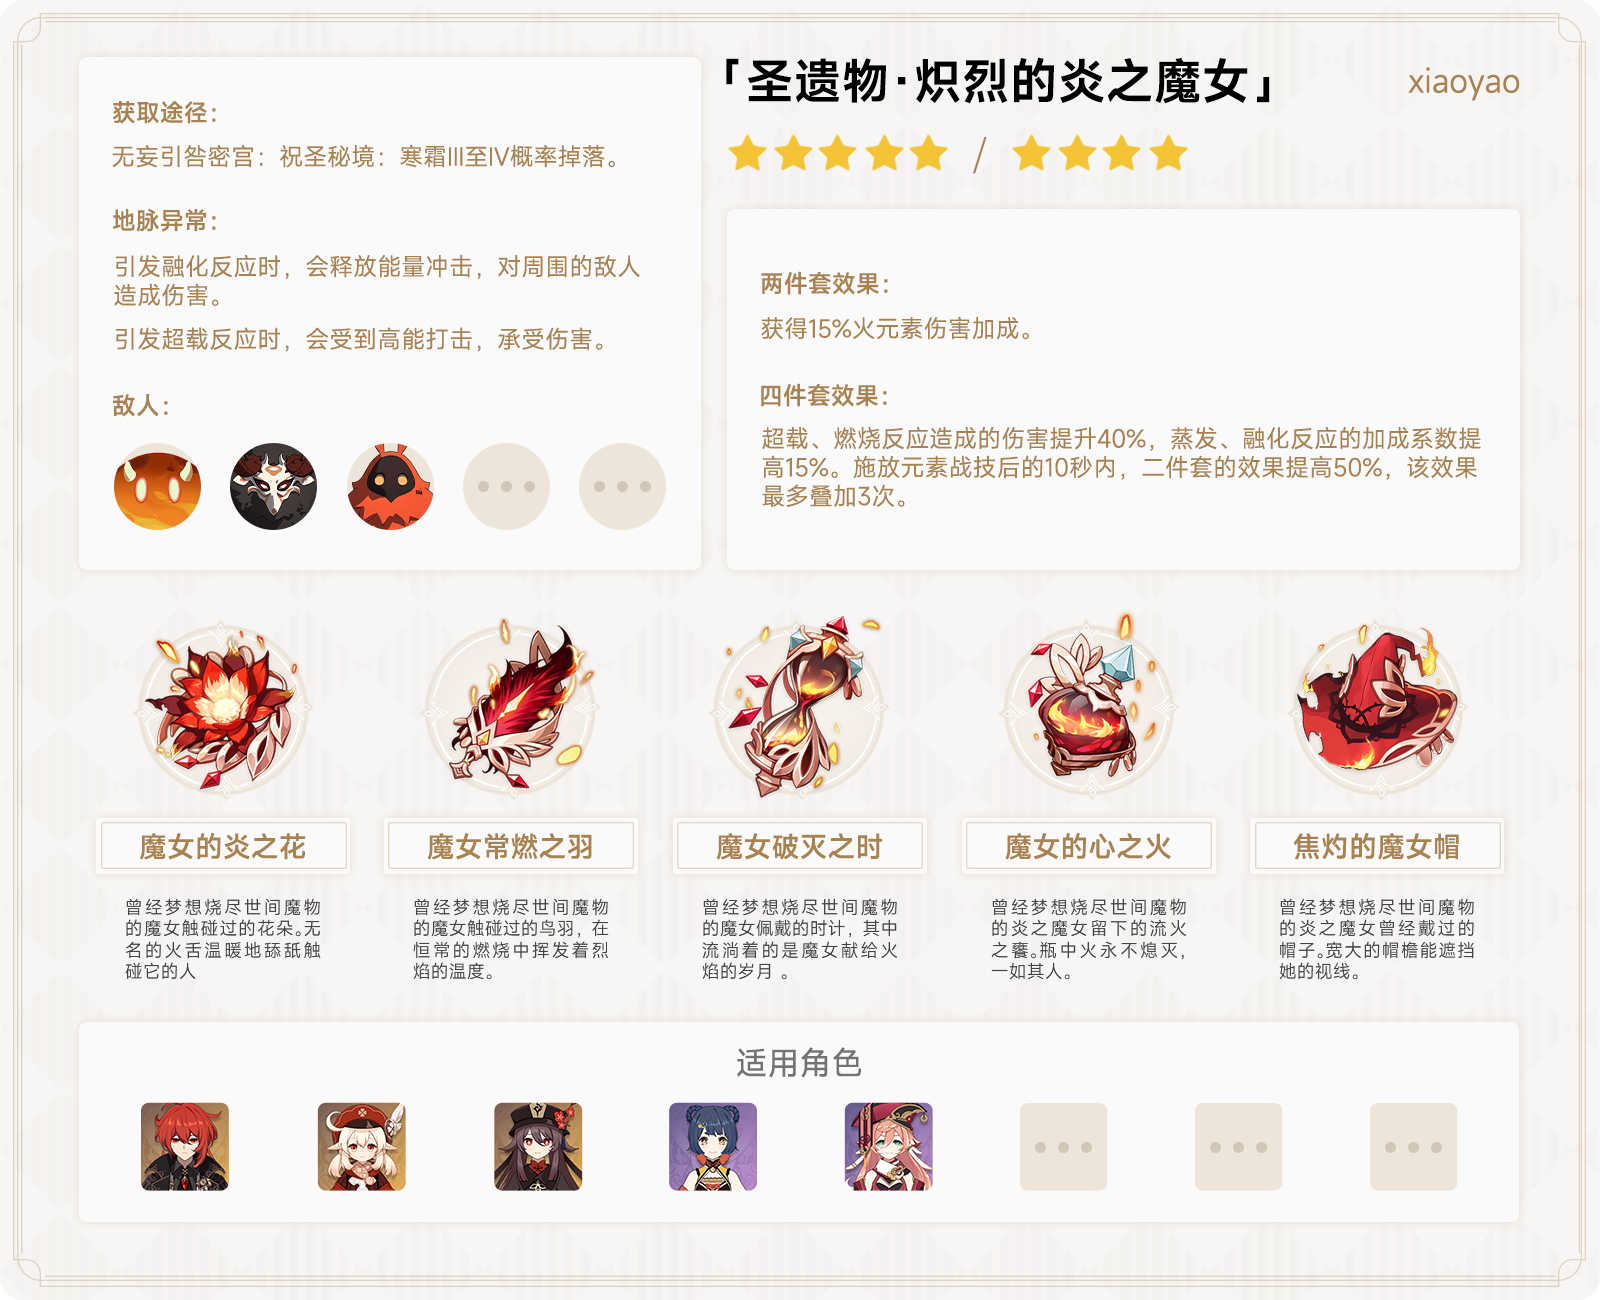 获取途径：
无妄引咎密宫：祝圣秘境：寒霜III至IV概率掉落。
地脉异常：
引发融化反应时，会释放能量冲击，对周围的敌人
造成伤害。
引发超载反应时，会受到高能打击，承受伤害。
敌人：
「圣遗物·炽烈的炎之魔女」
xiaoyao
/
两件套效果：
获得15%火元素伤害加成。
四件套效果：
超载、燃烧反应造成的伤害提升40%，蒸发、融化反应的加成系数提
高15%。施放元素战技后的10秒内，二件套的效果提高50%，该效果
最多叠加3次。
魔女的炎之花
曾经梦想烧尽世间魔物
的魔女触碰过的花朵。无
名的火舌温暖地舔舐触
碰它的人
魔女常燃之羽
曾经梦想烧尽世间魔物
的魔女触碰过的鸟羽，在
恒常的燃烧中挥发着烈
焰的温度。
魔女破灭之时
曾经梦想烧尽世间魔物
的魔女佩戴的时计，其中
流淌着的是魔女献给火
焰的岁月 。
魔女的心之火
曾经梦想烧尽世间魔物
的炎之魔女留下的流火
之甕。瓶中火永不熄灭，
一如其人。
焦灼的魔女帽
曾经梦想烧尽世间魔物
的炎之魔女曾经戴过的
帽子。宽大的帽檐能遮挡
她的视线。
适用角色